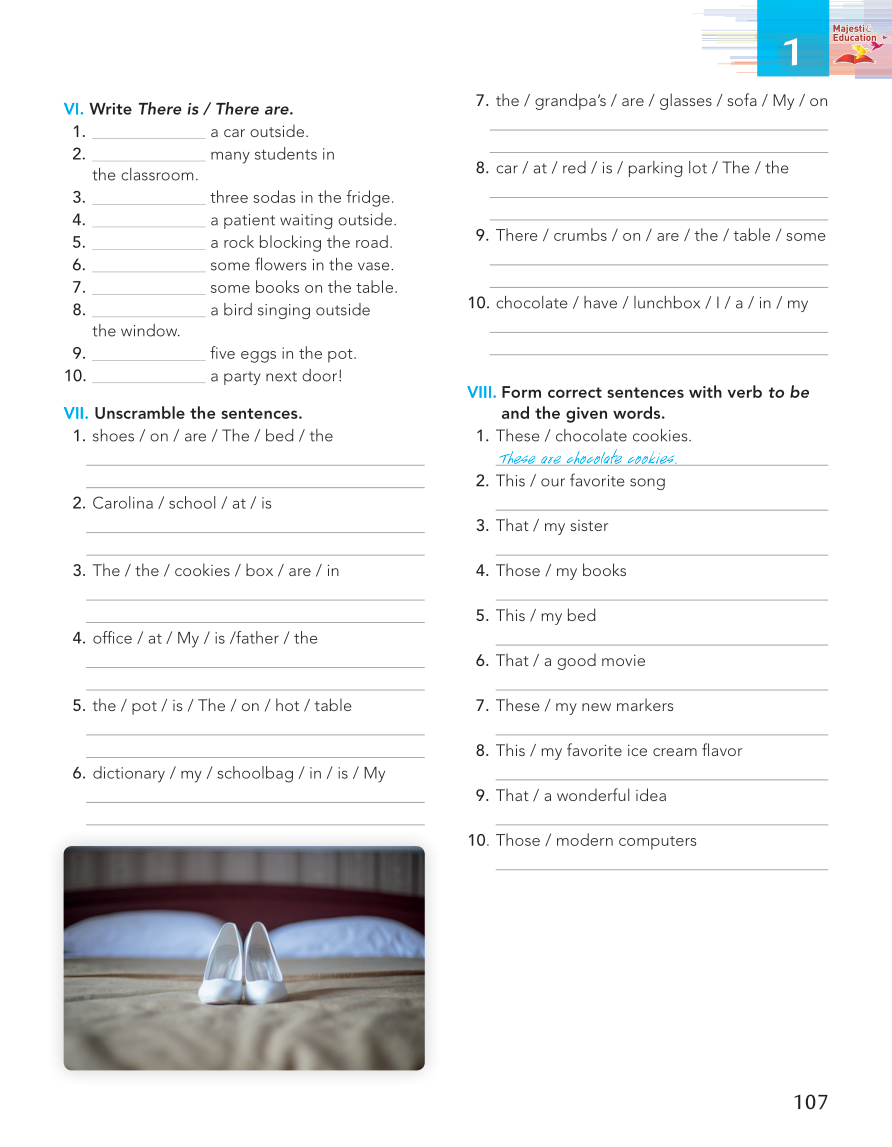 1
Majestic
Education
VI. Write There is / There are.
1. ____________ a car outside.
2. ____________ many students in
the classroom.
3. ____________ three sodas in the fridge.
4. ____________ a patient waiting outside.
5. ____________ a rock blocking the road.
6. ____________ some flowers in the vase.
7. ____________ some books on the table.
8. ____________ a bird singing outside
the window.
9. ____________ five eggs in the pot.
10. ____________ a party next door!
VII. Unscramble the sentences.
1. shoes / on / are / The / bed / the
2. Carolina / school / at / is
3. The / the / cookies / box / are / in
4. office / at / My / is /father / the
5. the / pot / is / The / on / hot / table
6. dictionary / my / schoolbag / in / is / My
7. the / grandpa's / are / glasses / sofa / My / on
8. car / at / red / is / parking lot / The / the
9. There / crumbs / on / are / the / table / some
10. chocolate / have / lunchbox / I / a / in / my
VIII. Form correct sentences with verb to be
and the given words.
1. These / chocolate cookies.
These are chocolate cookies.
2. This / our favorite song
3. That / my sister
4. Those / my books
5. This / my bed
6. That / a good movie
7. These / my new markers
8. This / my favorite ice cream flavor
9. That / a wonderful idea
10. Those / modern computers
107